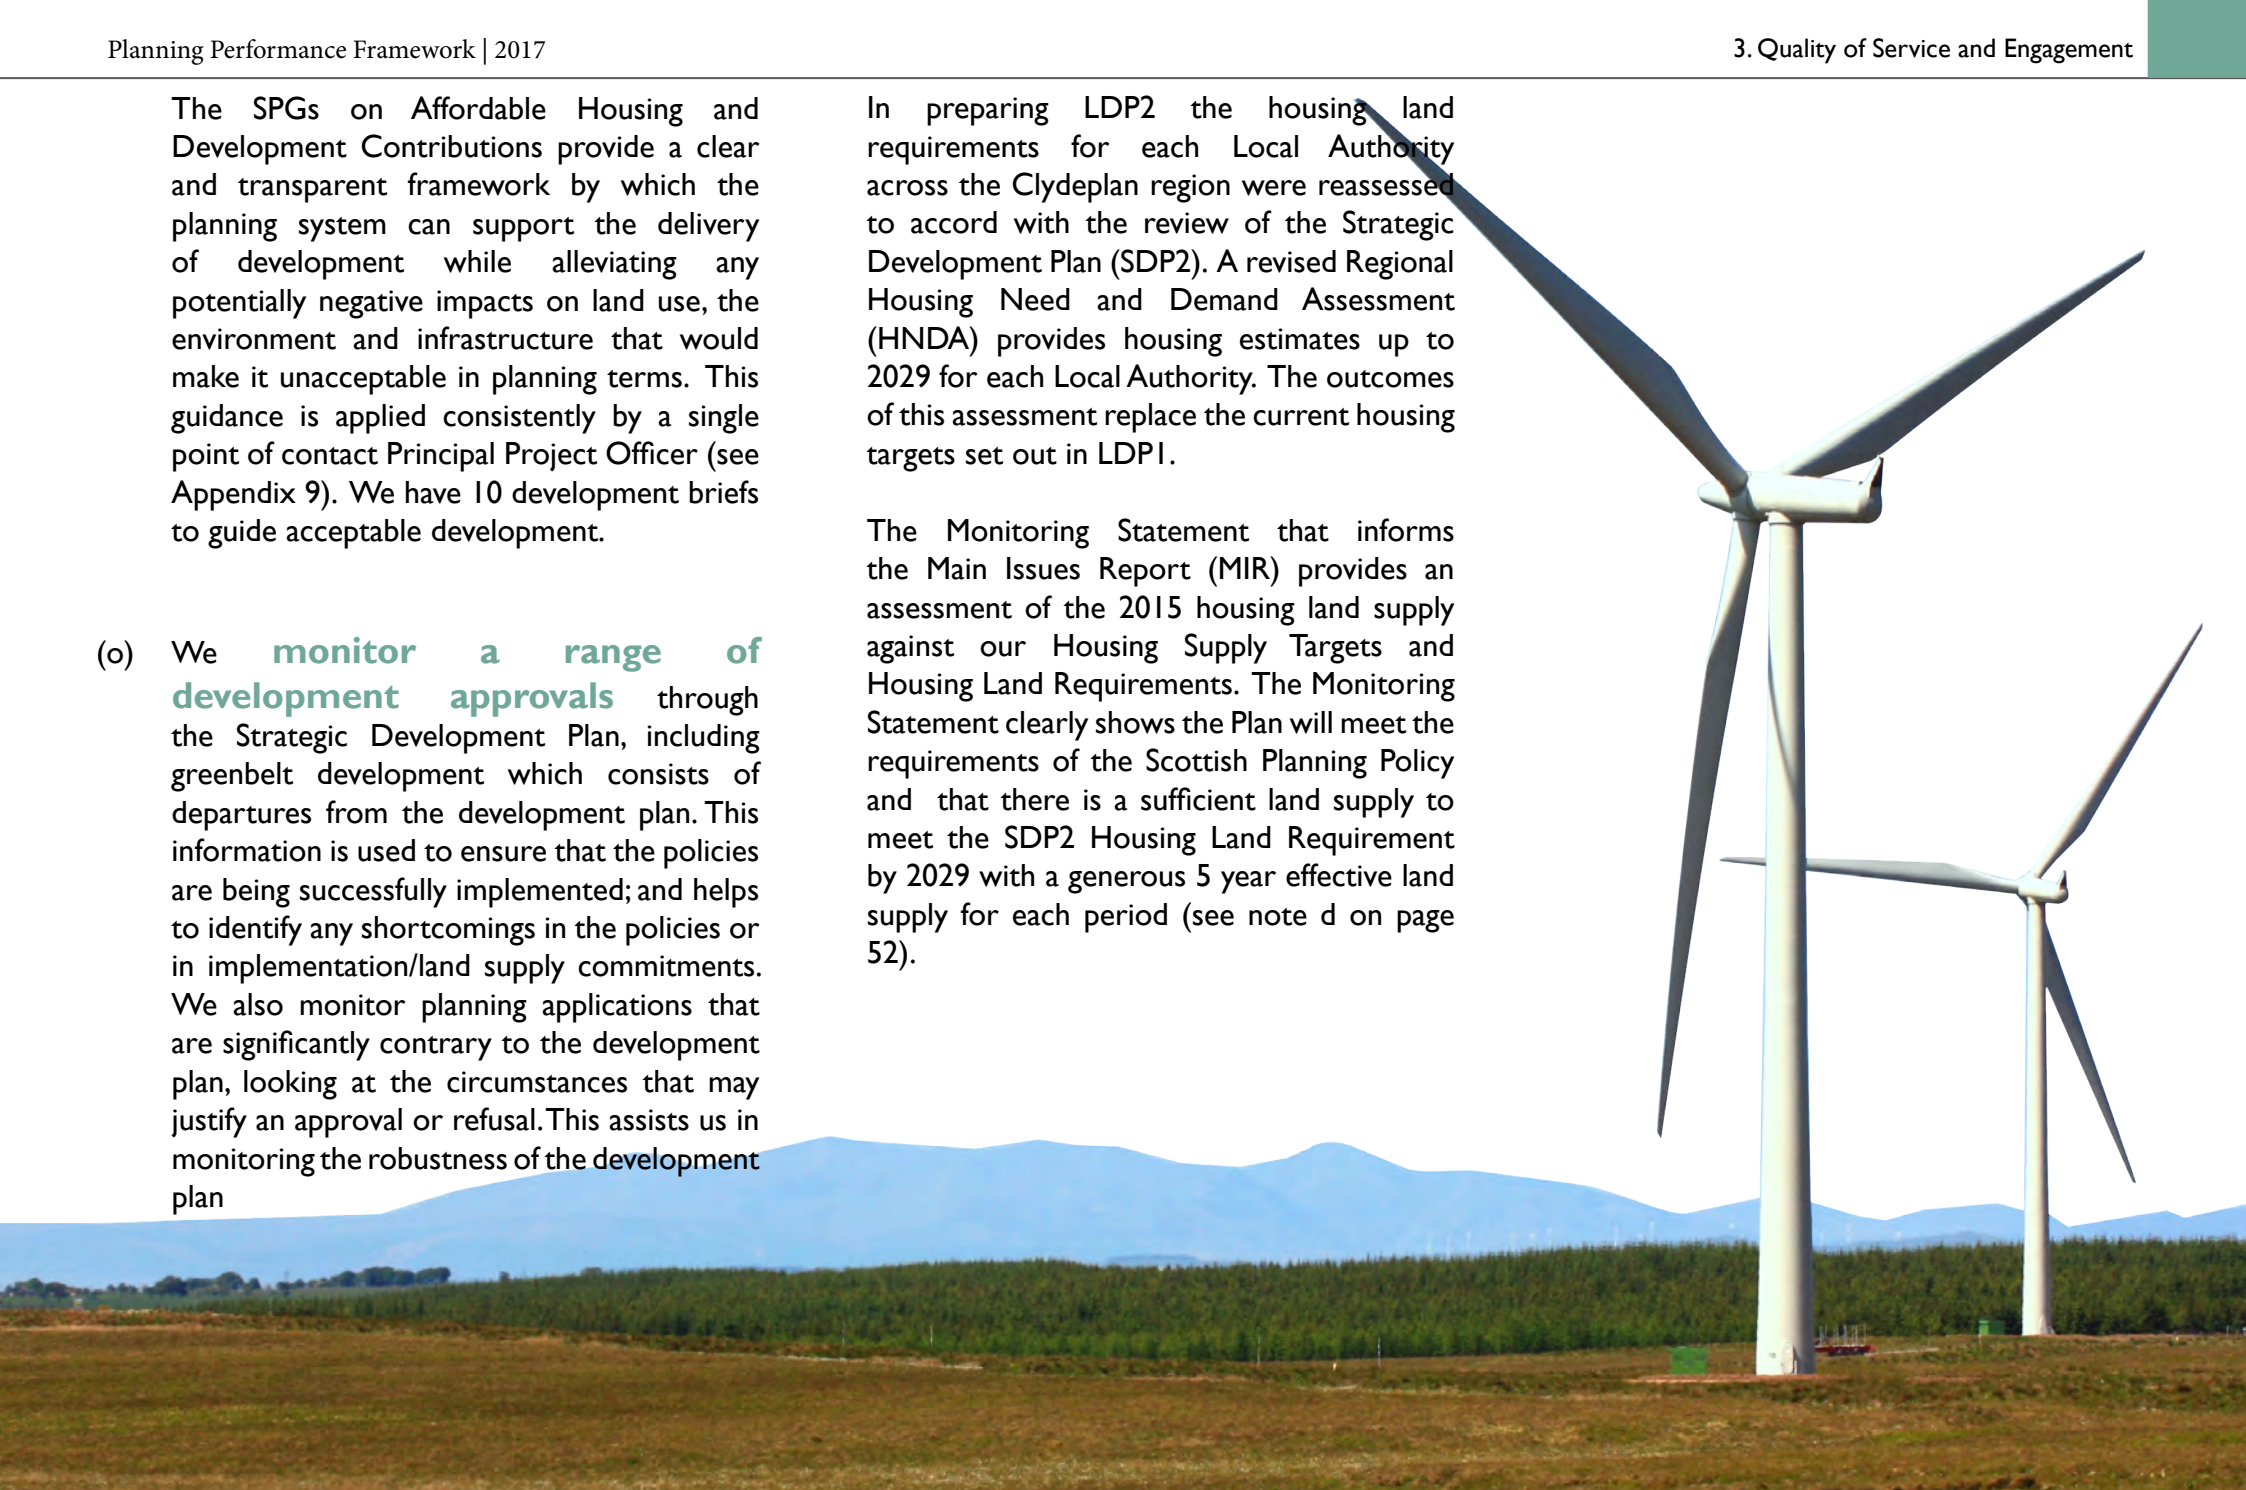 Planning Performance Framework | 2017
3. Quality of Service and Engagement
The SPGs on Affordable Housing and
Development Contributions provide a clear
and transparent framework by which the
planning system can support the delivery
of development while alleviating any
potentially negative impacts on land use, the
environment and infrastructure that would
make it unacceptable in planning terms. This
guidance is applied consistently by a single
point of contact Principal Project Officer (see
Appendix 9). We have 10 development briefs
to guide acceptable development.
(o) We monitor a range of
development approvals through
the Strategic Development Plan, including
greenbelt development which consists of
departures from the development plan. This
information is used to ensure that the policies
are being successfully implemented; and helps
to identify any shortcomings in the policies or
in implementation/land supply commitments.
We also monitor planning applications that
are significantly contrary to the development
plan, looking at the circumstances that may
justify an approval or refusal. This assists us in
monitoring the robustness of the development
plan
In preparing LDP2 the housing land
requirements for each Local Authority
across the Clydeplan region were reassessed
to accord with the review of the Strategic
Development Plan (SDP2). A revised Regional
Housing Need and Demand Assessment
(HNDA) provides housing estimates up to
2029 for each Local Authority. The outcomes
of this assessment replace the current housing
targets set out in LDP1.
The Monitoring Statement that informs
the Main Issues Report (MIR) provides an
assessment of the 2015 housing land supply
against our Housing Supply Targets and
Housing Land Requirements. The Monitoring
Statement clearly shows the Plan will meet the
requirements of the Scottish Planning Policy
and that there is a sufficient land supply to
meet the SDP2 Housing Land Requirement
by 2029 with a generous 5 year effective land
supply for each period (see note d on page
52).